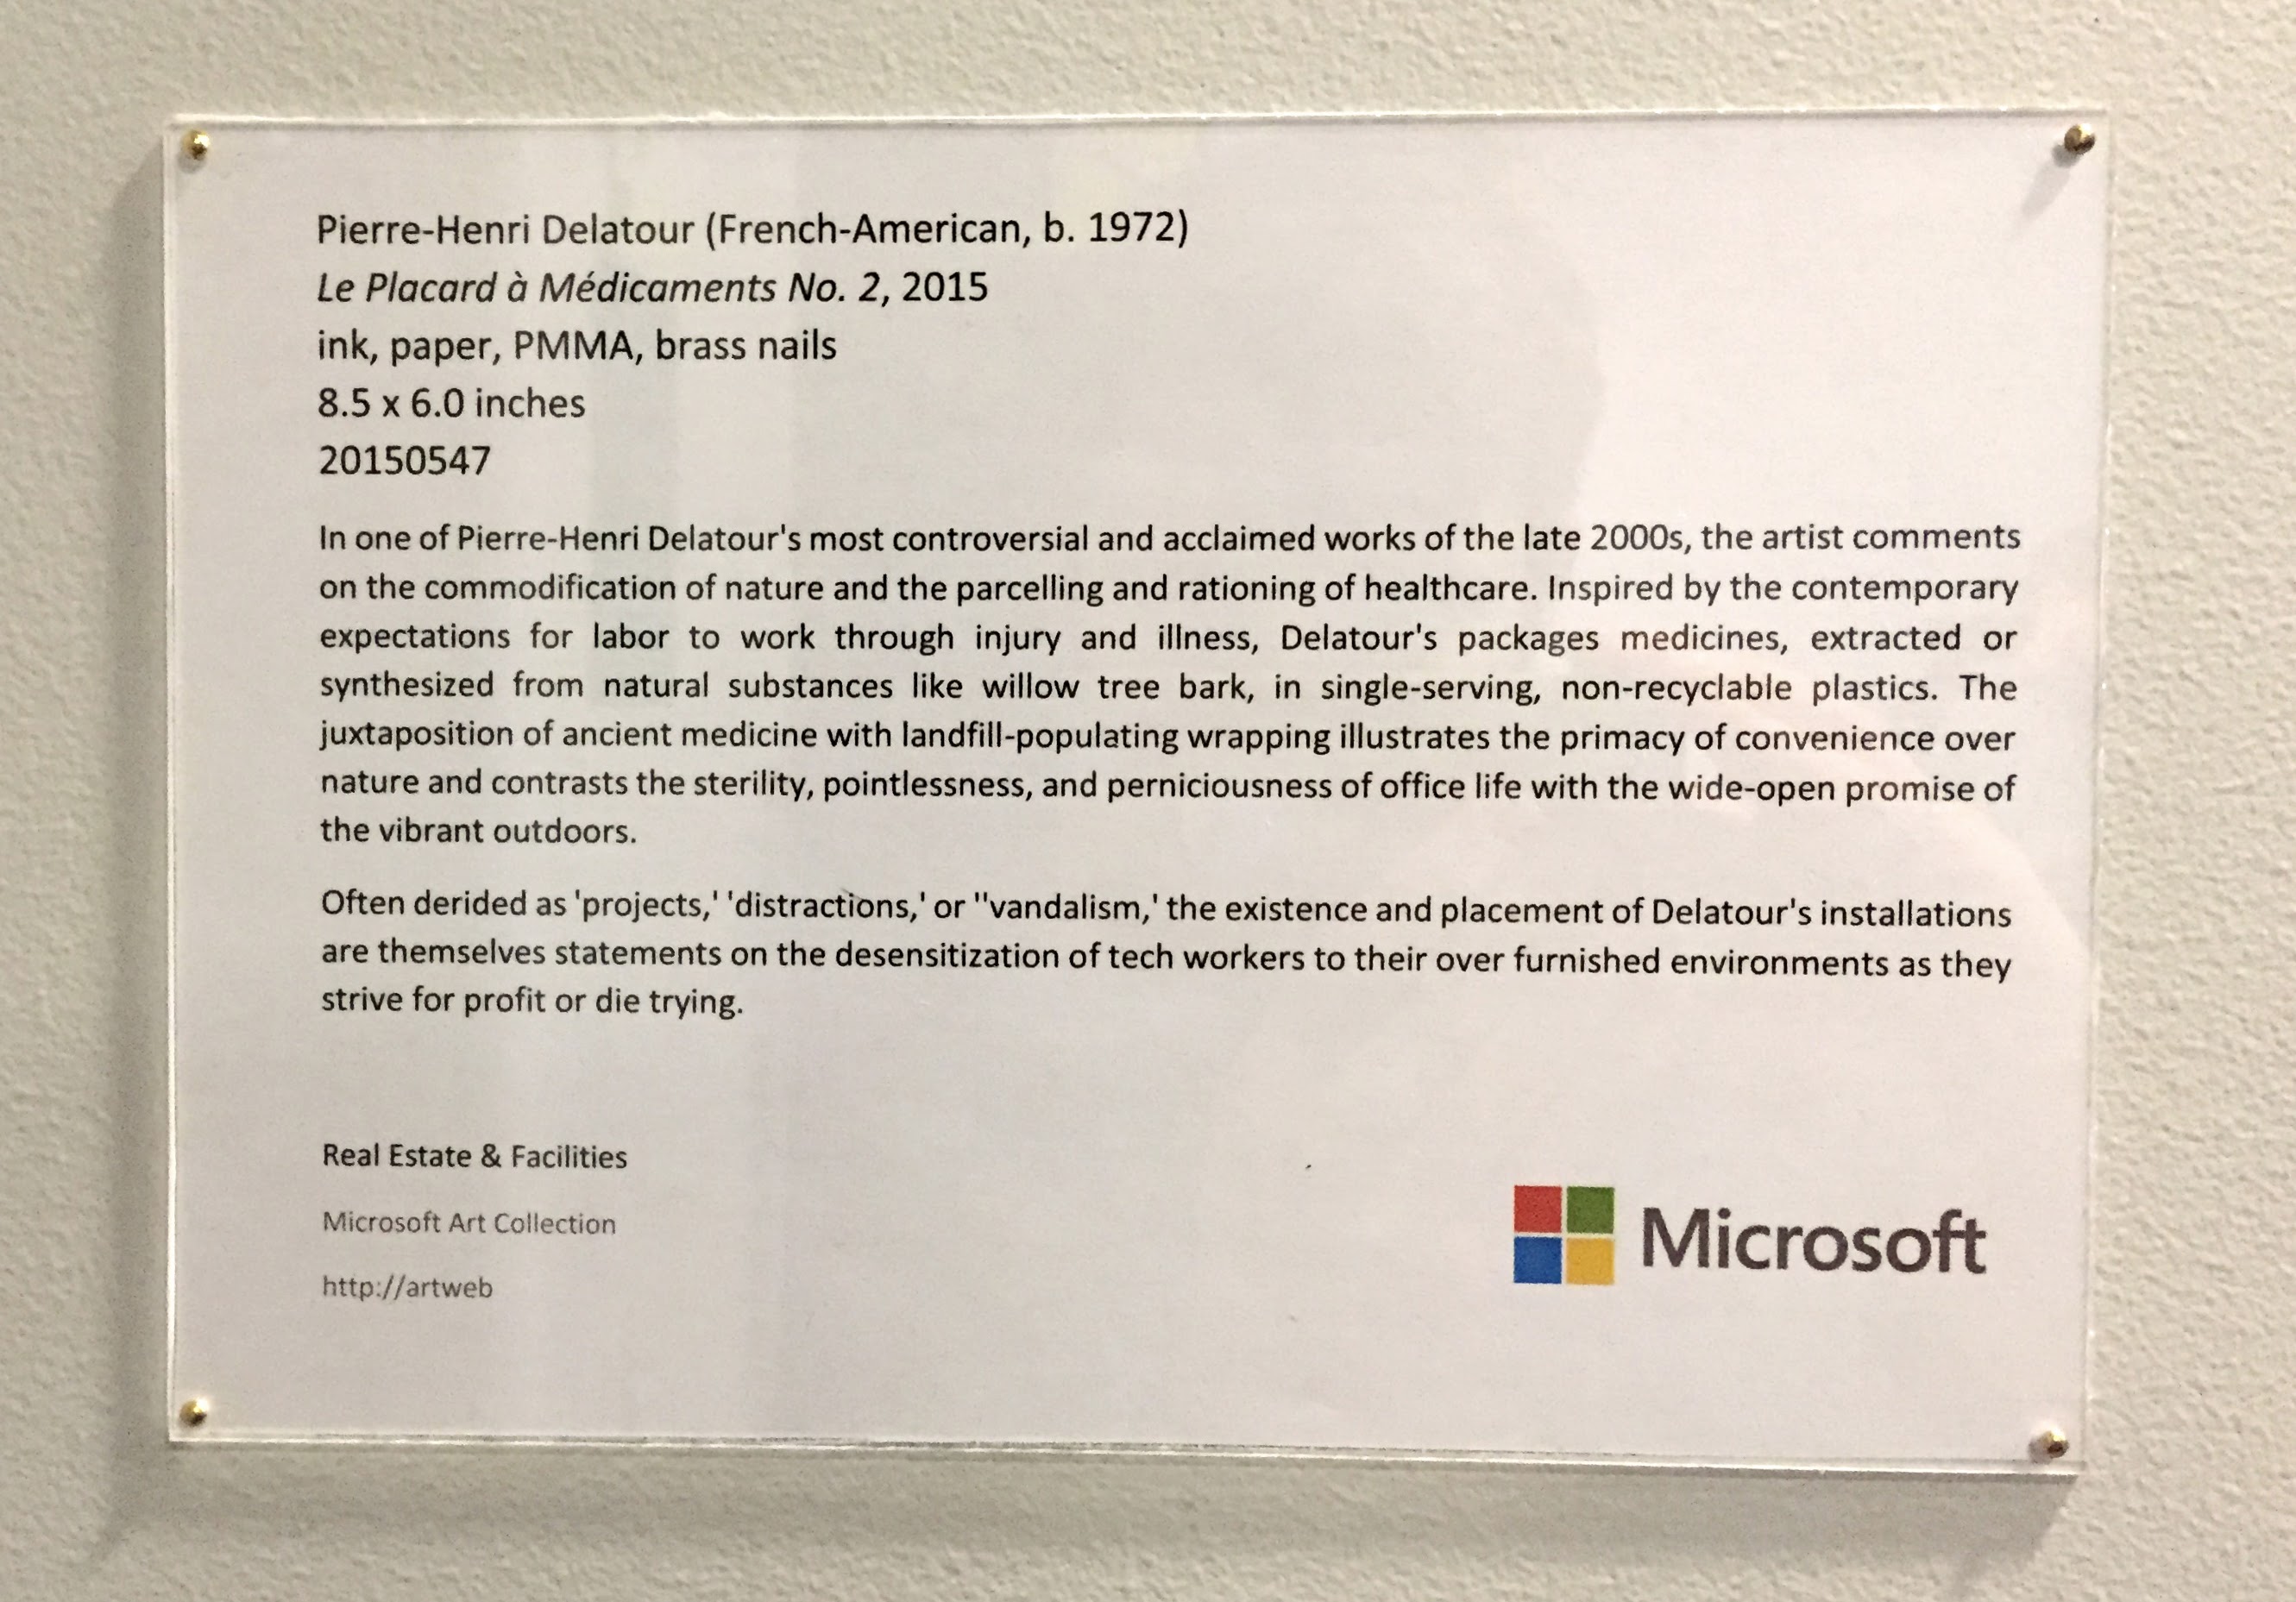 Pierre-Henri Delatour (French-American, b. 1972)
Le Placard à Médicaments No. 2, 2015
ink, paper, PMMA, brass nails
8.5 x 6.0 inches
20150547
In one of Pierre-Henri Delatour's most controversial and acclaimed works of the late 2000s, the artist comments
on the commodification of nature and the parcelling and rationing of healthcare. Inspired by the contemporary
expectations for labor to work through injury and illness, Delatour's packages medicines, extracted or
synthesized from natural substances like willow tree bark, in single-serving, non-recyclable plastics. The
juxtaposition of ancient medicine with landfill-populating wrapping illustrates the primacy of convenience over
nature and contrasts the sterility, pointlessness, and perniciousness of office life with the wide-open promise of
the vibrant outdoors.
Often derided as 'projects,' 'distractions,' or ''vandalism,' the existence and placement of Delatour's installations
are themselves statements on the desensitization of tech workers to their over furnished environments as they
strive for profit or die trying.
Real Estate & Facilities
Microsoft Art Collection
http://artweb
Microsoft